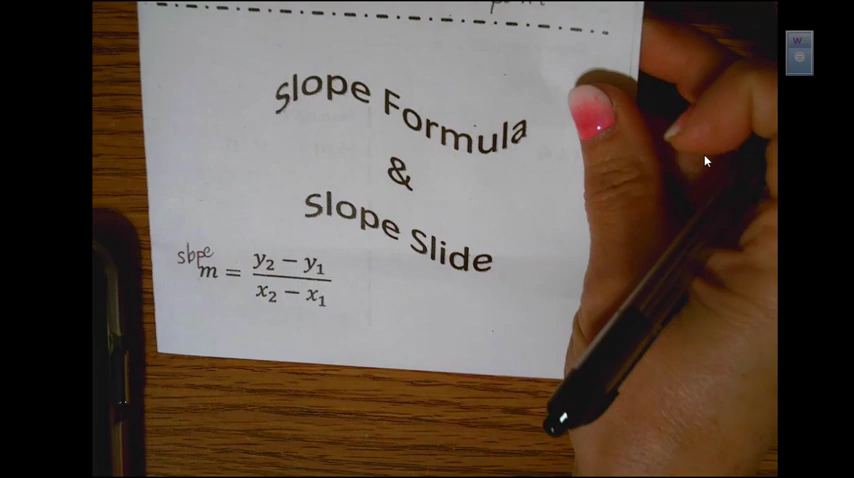 Slope Formula
&
Slope Slide
slope
m = y₂ − y₁ / x₂ − x₁
W